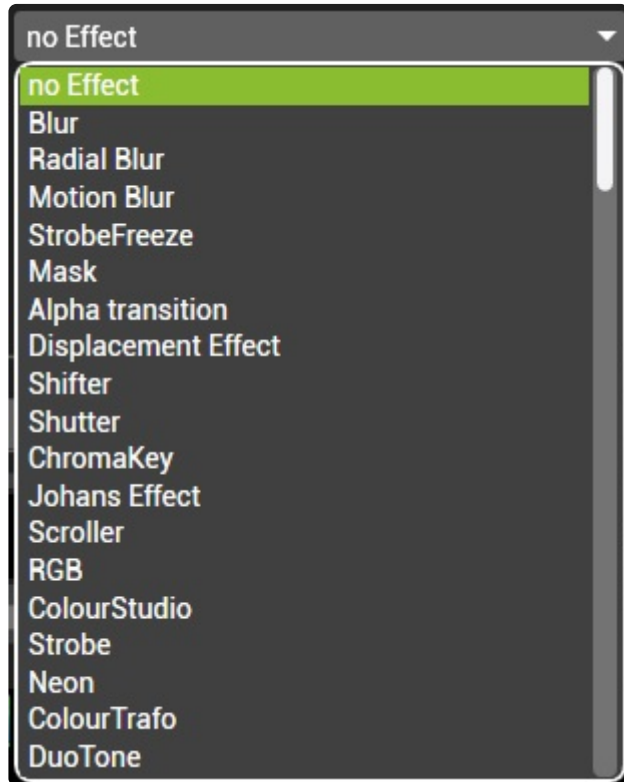 no Effect
no Effect
Blur
Radial Blur
Motion Blur
StrobeFreeze
Mask
Alpha transition
Displacement Effect
Shifter
Shutter
ChromaKey
Johans Effect
Scroller
RGB
ColourStudio
Strobe
Neon
ColourTrafo
DuoTone